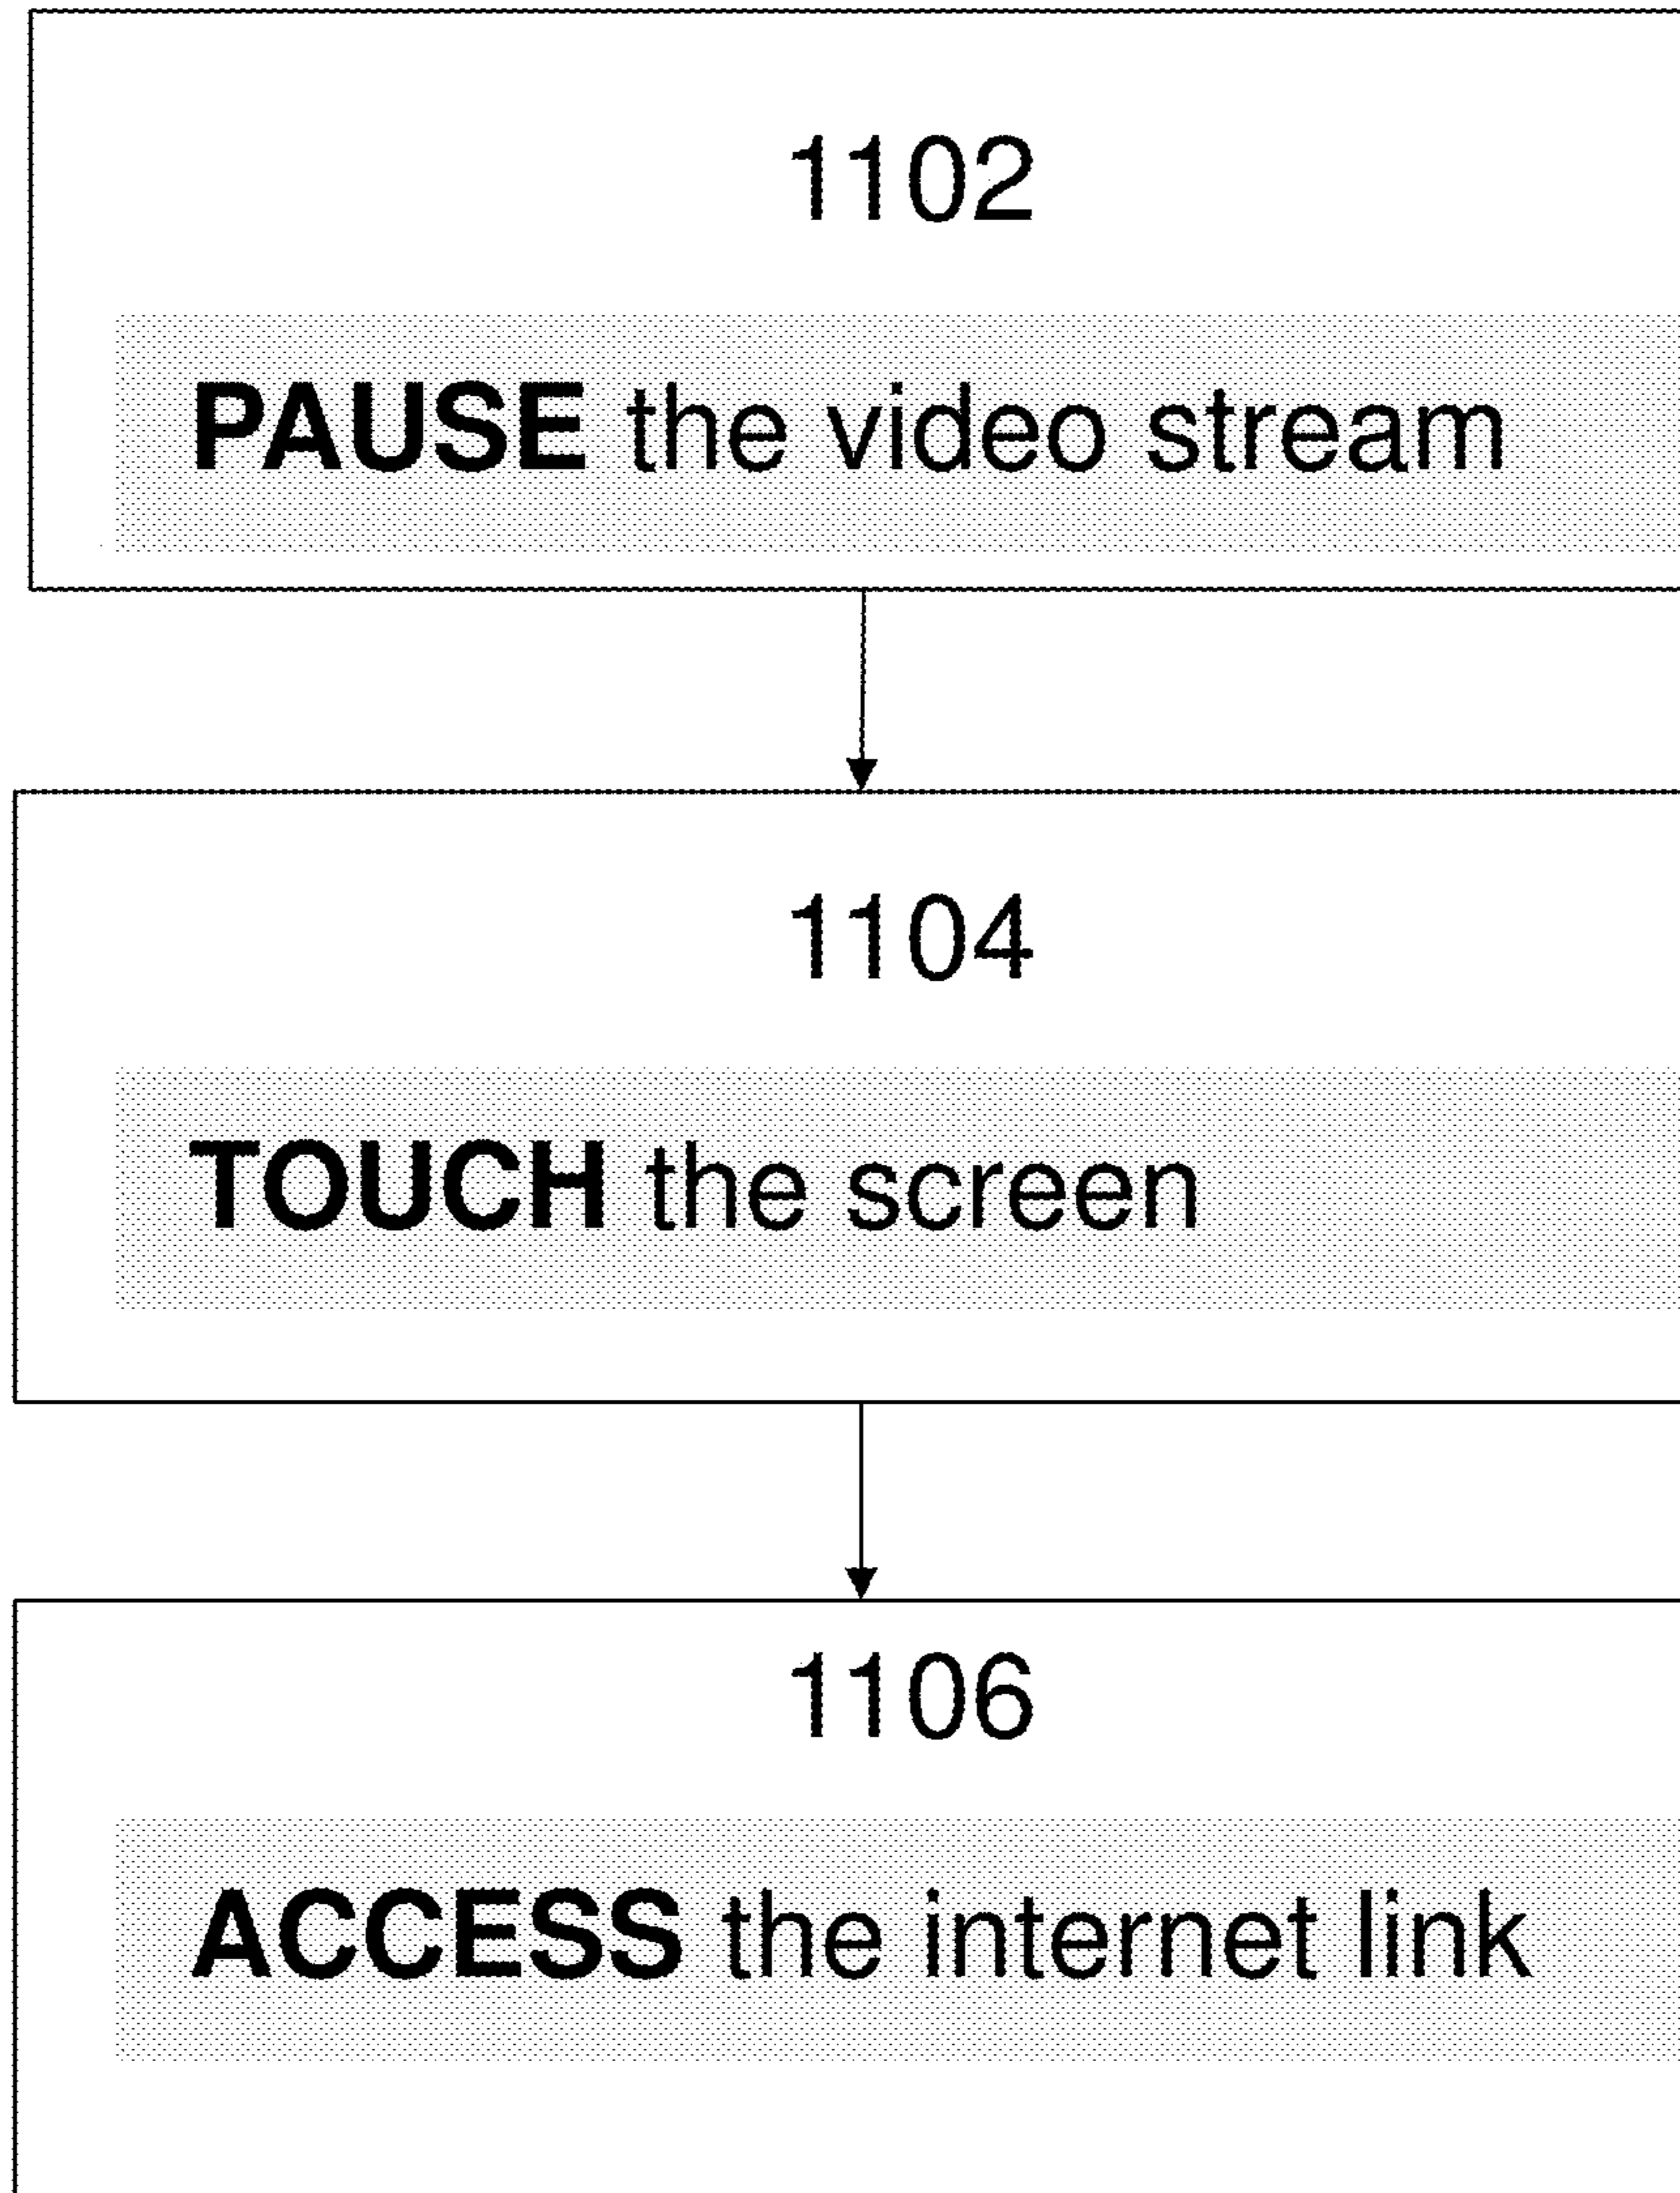 1102
PAUSE the video stream
1104
TOUCH the screen
1106
ACCESS the internet link